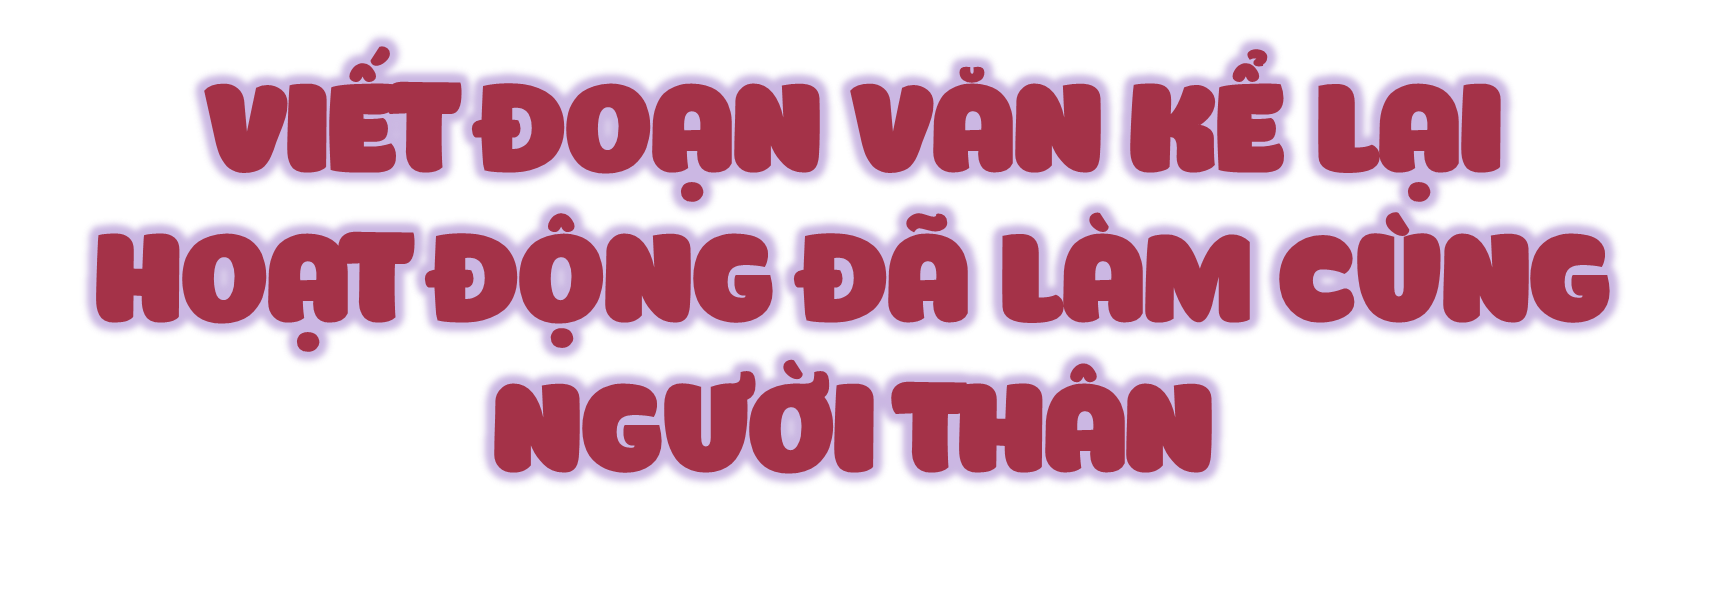 VIẾT ĐOẠN VĂN KỂ LẠI
HOẠT ĐỘNG ĐÃ LÀM CÙNG
NGƯỜI THÂN